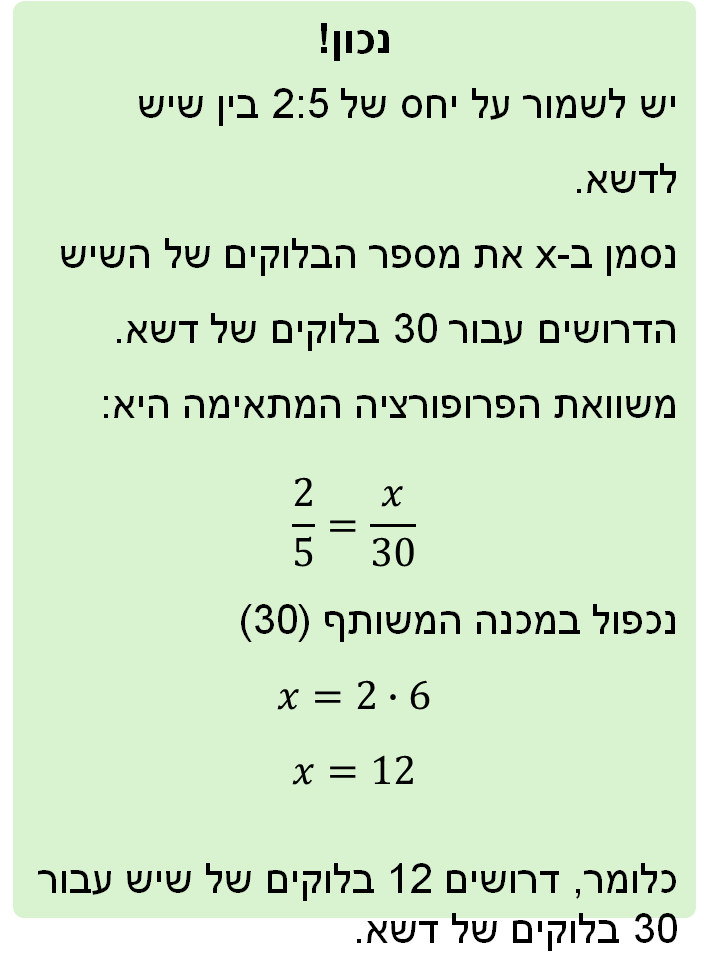 נכון!
יש לשמור על יחס של 2:5 בין שיש
לדשא.
נסמן ב-x את מספר הבלוקים של השיש
הדרושים עבור 30 בלוקים של דשא.
משוואת הפרופורציה המתאימה היא:
2/5 = x/30
נכפול במכנה המשותף (30)
x = 2 · 6
x = 12
כלומר, דרושים 12 בלוקים של שיש עבור
30 בלוקים של דשא.